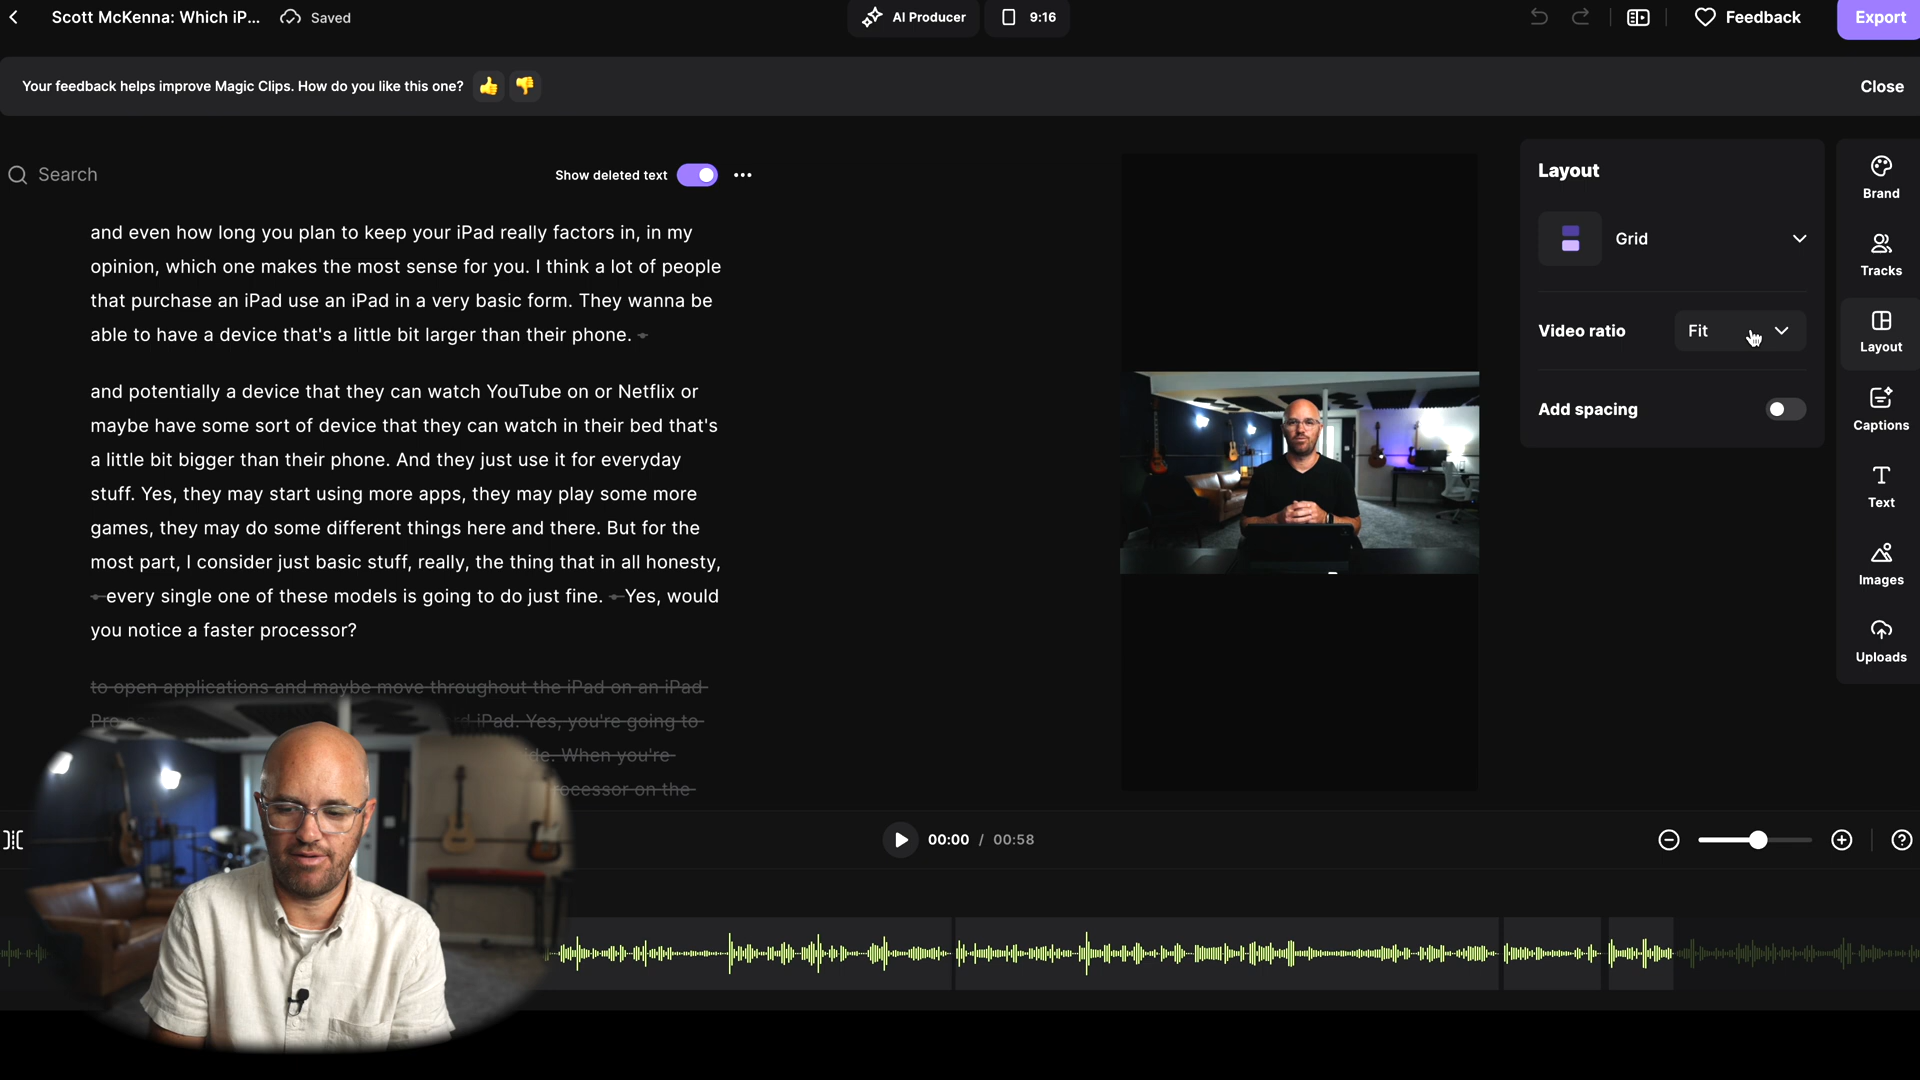 Scott McKenna: Which iP...
Saved
AI Producer
9:16
Feedback
Export
Your feedback helps improve Magic Clips. How do you like this one?
Close
Search
Show deleted text
and even how long you plan to keep your iPad really factors in, in my
opinion, which one makes the most sense for you. I think a lot of people
that purchase an iPad use an iPad in a very basic form. They wanna be
able to have a device that's a little bit larger than their phone.
and potentially a device that they can watch YouTube on or Netflix or
maybe have some sort of device that they can watch in their bed that's
a little bit bigger than their phone. And they just use it for everyday
stuff. Yes, they may start using more apps, they may play some more
games, they may do some different things here and there. But for the
most part, I consider just basic stuff, really, the thing that in all honesty,
every single one of these models is going to do just fine. Yes, would
you notice a faster processor?
to open applications and maybe move throughout the iPad on an iPad
Pro iPad. Yes, you're going to
When you're
on the
Layout
Grid
Video ratio
Fit
Add spacing
Brand
Tracks
Layout
Captions
Text
Images
Uploads
00:00 / 00:58